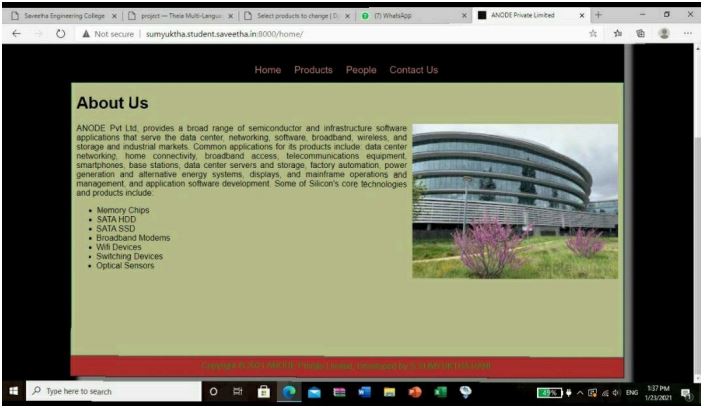 Saveetha Engineering College
project — Theia Multi-Langua
Select products to change | D
(7) WhatsApp
ANODE Private Limited
Not secure | sumyuktha.student.saveetha.in:8000/home/
Home Products People Contact Us
About Us
ANODE Pvt Ltd, provides a broad range of semiconductor and infrastructure software
applications that serve the data center, networking, software, broadband, wireless, and
storage and industrial markets. Common applications for its products include: data center
networking, home connectivity, broadband access, telecommunications equipment,
smartphones, base stations, data center servers and storage, factory automation, power
generation and alternative energy systems, displays, and mainframe operations and
management, and application software development. Some of Silicon's core technologies
and products include:
• Memory Chips
• SATA HDD
• SATA SSD
• Broadband Modems
• Wifi Devices
• Switching Devices
• Optical Sensors
Copyright © 2021 ANODE Private Limited, Developed by S.SUMYUKTHA RANI
Type here to search
49%
ENG
1:37 PM
1/23/2021